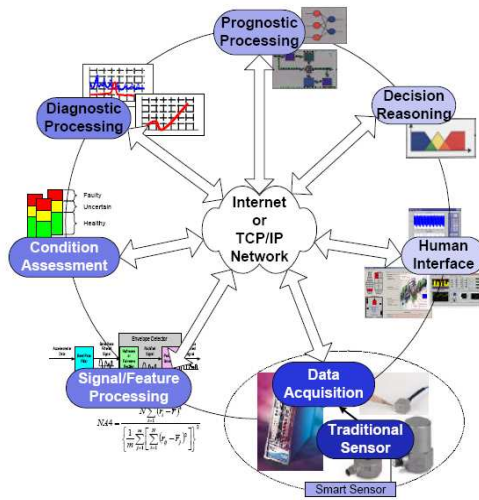 Prognostic
Processing
Diagnostic
Processing
Decision
Reasoning
Faulty
Uncertain
Healthy
Internet
or
TCP/IP
Network
Condition
Assessment
Human
Interface
Envelope Detector
Signal/Feature
Processing
Data
Acquisition
Traditional
Sensor
NA4 =
Smart Sensor